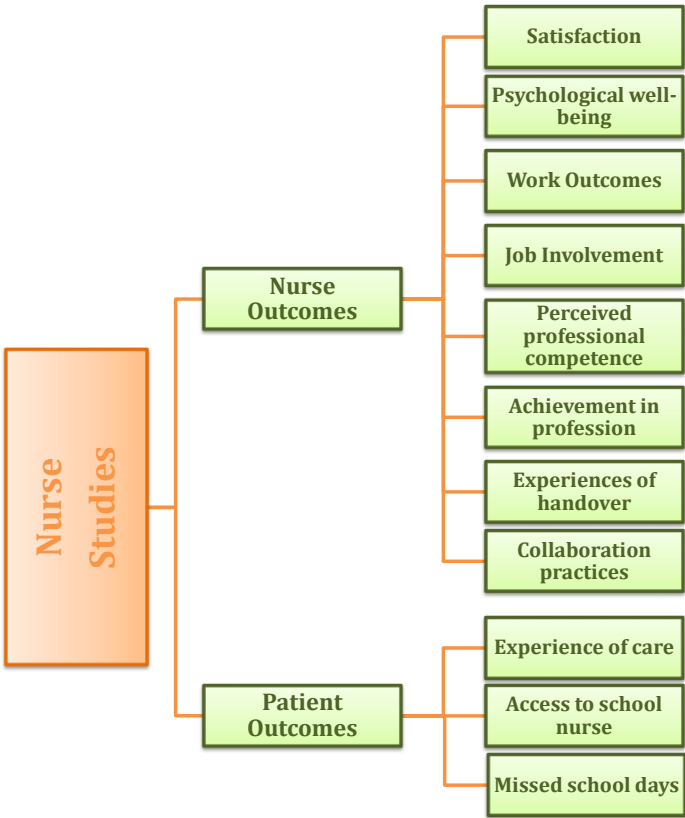 Nurse
Studies
Nurse
Outcomes
Satisfaction
Psychological well-
being
Work Outcomes
Job Involvement
Perceived
professional
competence
Achievement in
profession
Experiences of
handover
Collaboration
practices
Patient
Outcomes
Experience of care
Access to school
nurse
Missed school days